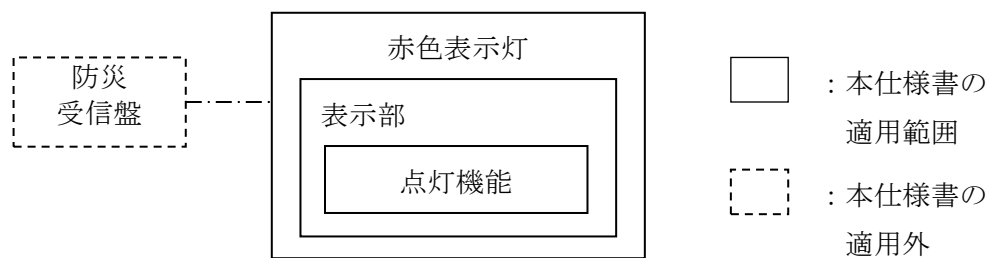 防災
受信盤
赤色表示灯
表示部
点灯機能
：本仕様書の
適用範囲
：本仕様書の
適用外